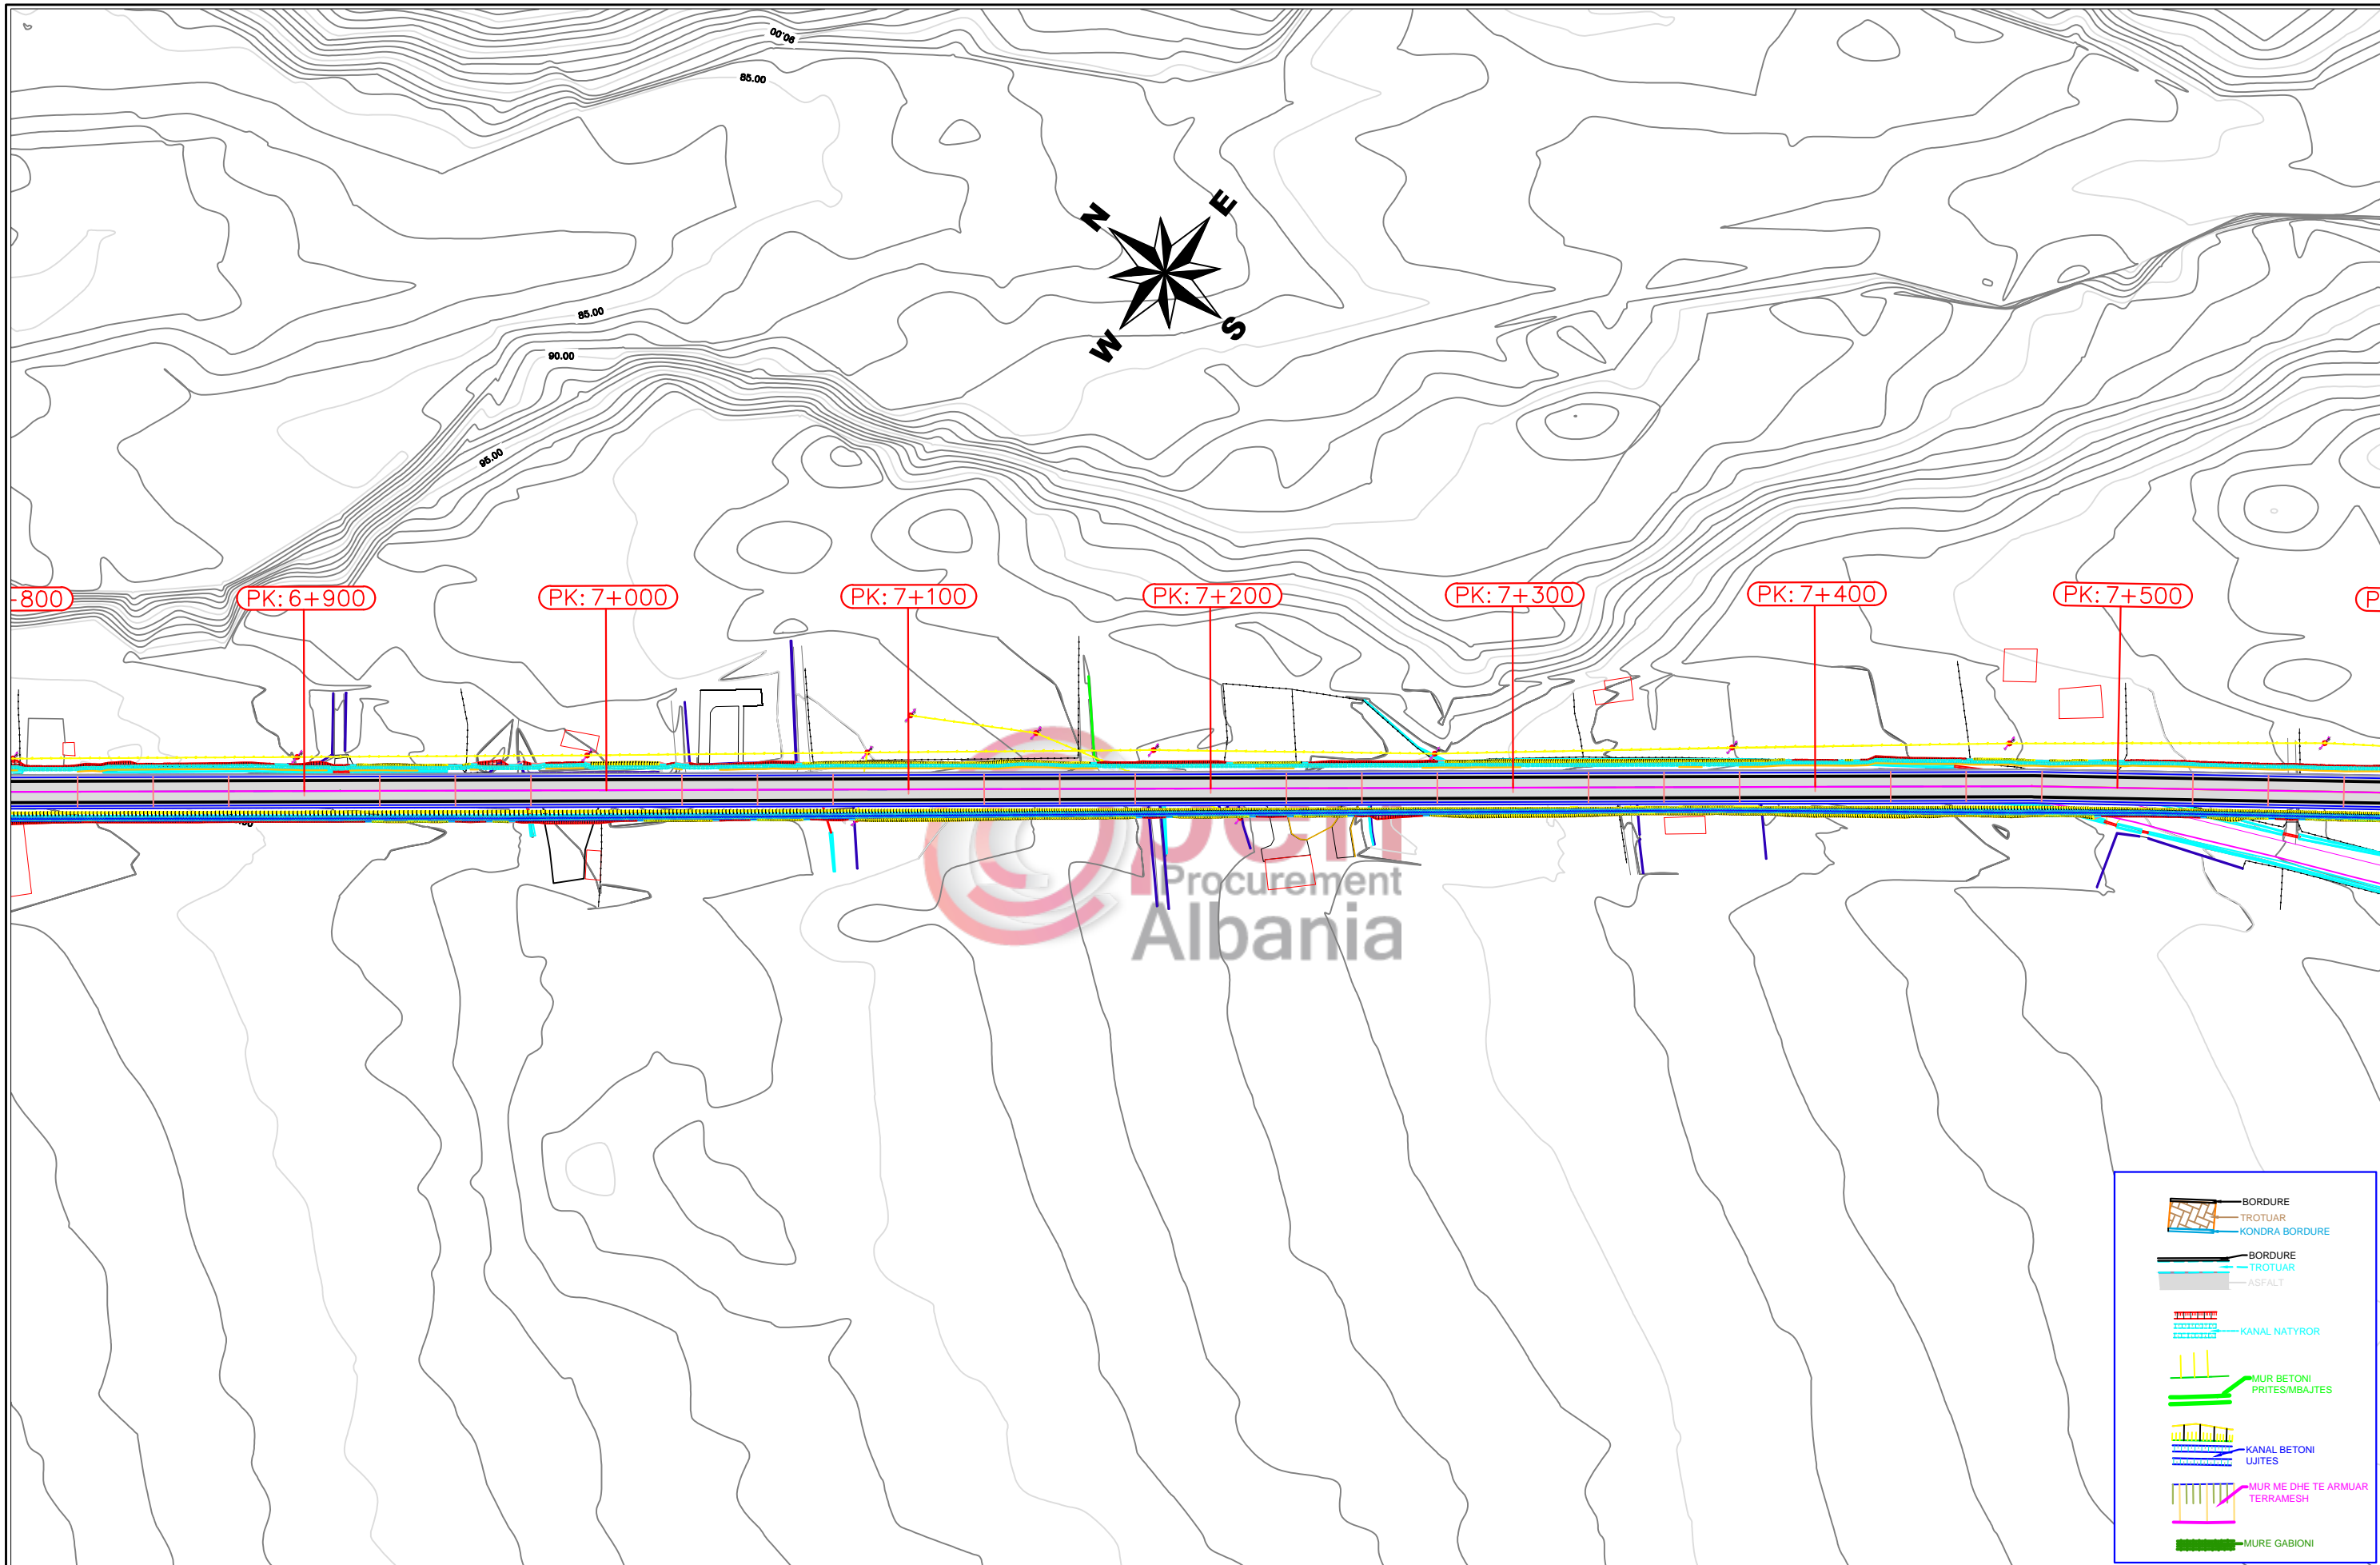 90.00
85.00
N
E
W
S
85.00
90.00
95.00
-800
PK: 6+900
PK: 7+000
PK: 7+100
PK: 7+200
PK: 7+300
PK: 7+400
PK: 7+500
P
Open
Procurement
Albania
BORDURE
TROTUAR
KONDRA BORDURE
BORDURE
TROTUAR
ASFALT
KANAL NATYROR
MUR BETONI
PRITES/MBAJTES
KANAL BETONI
UJITES
MUR ME DHE TE ARMUAR
TERRAMESH
MURE GABIONI